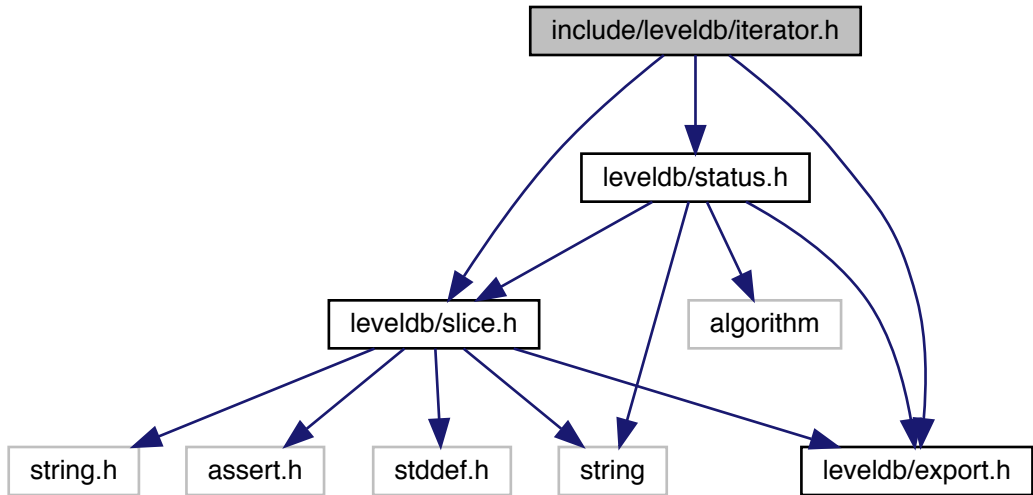 include/leveldb/iterator.h
leveldb/status.h
leveldb/slice.h
algorithm
string.h
assert.h
stddef.h
string
leveldb/export.h